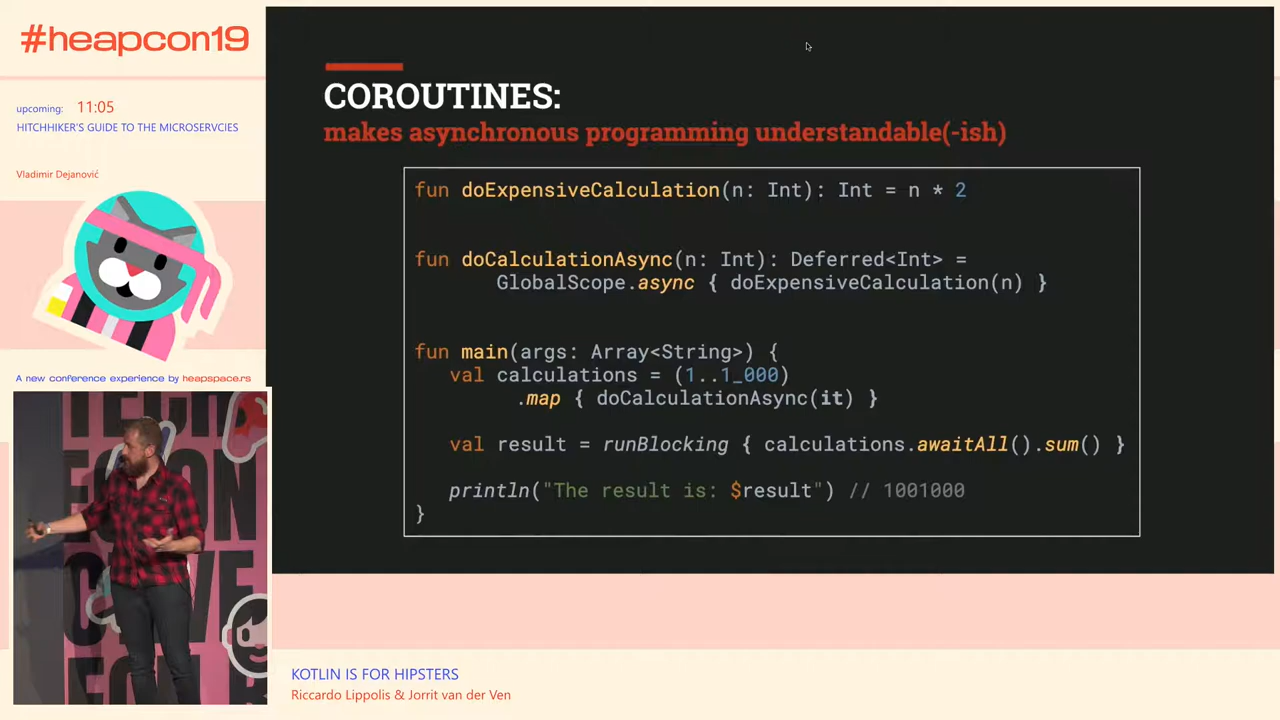 #heapcon19
upcoming: 11:05
HITCHHIKER'S GUIDE TO THE MICROSERVCIES
Vladimir Dejanović
A new conference experience by heapspace.rs
COROUTINES:
makes asynchronous programming understandable(-ish)
fun doExpensiveCalculation(n: Int): Int = n * 2
fun doCalculationAsync(n: Int): Deferred<Int> =
GlobalScope.async { doExpensiveCalculation(n) }
fun main(args: Array<String>) {
val calculations = (1..1_000)
.map { doCalculationAsync(it) }
val result = runBlocking { calculations.awaitAll().sum() }
println("The result is: $result") // 1001000
}
KOTLIN IS FOR HIPSTERS
Riccardo Lippolis & Jorrit van der Ven